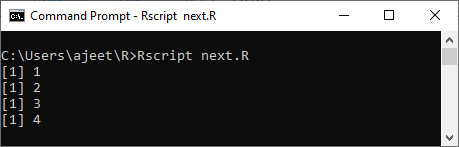 Command Prompt - Rscript  next.R
C:\Users\ajeet\R>Rscript next.R
[1] 1
[1] 2
[1] 3
[1] 4